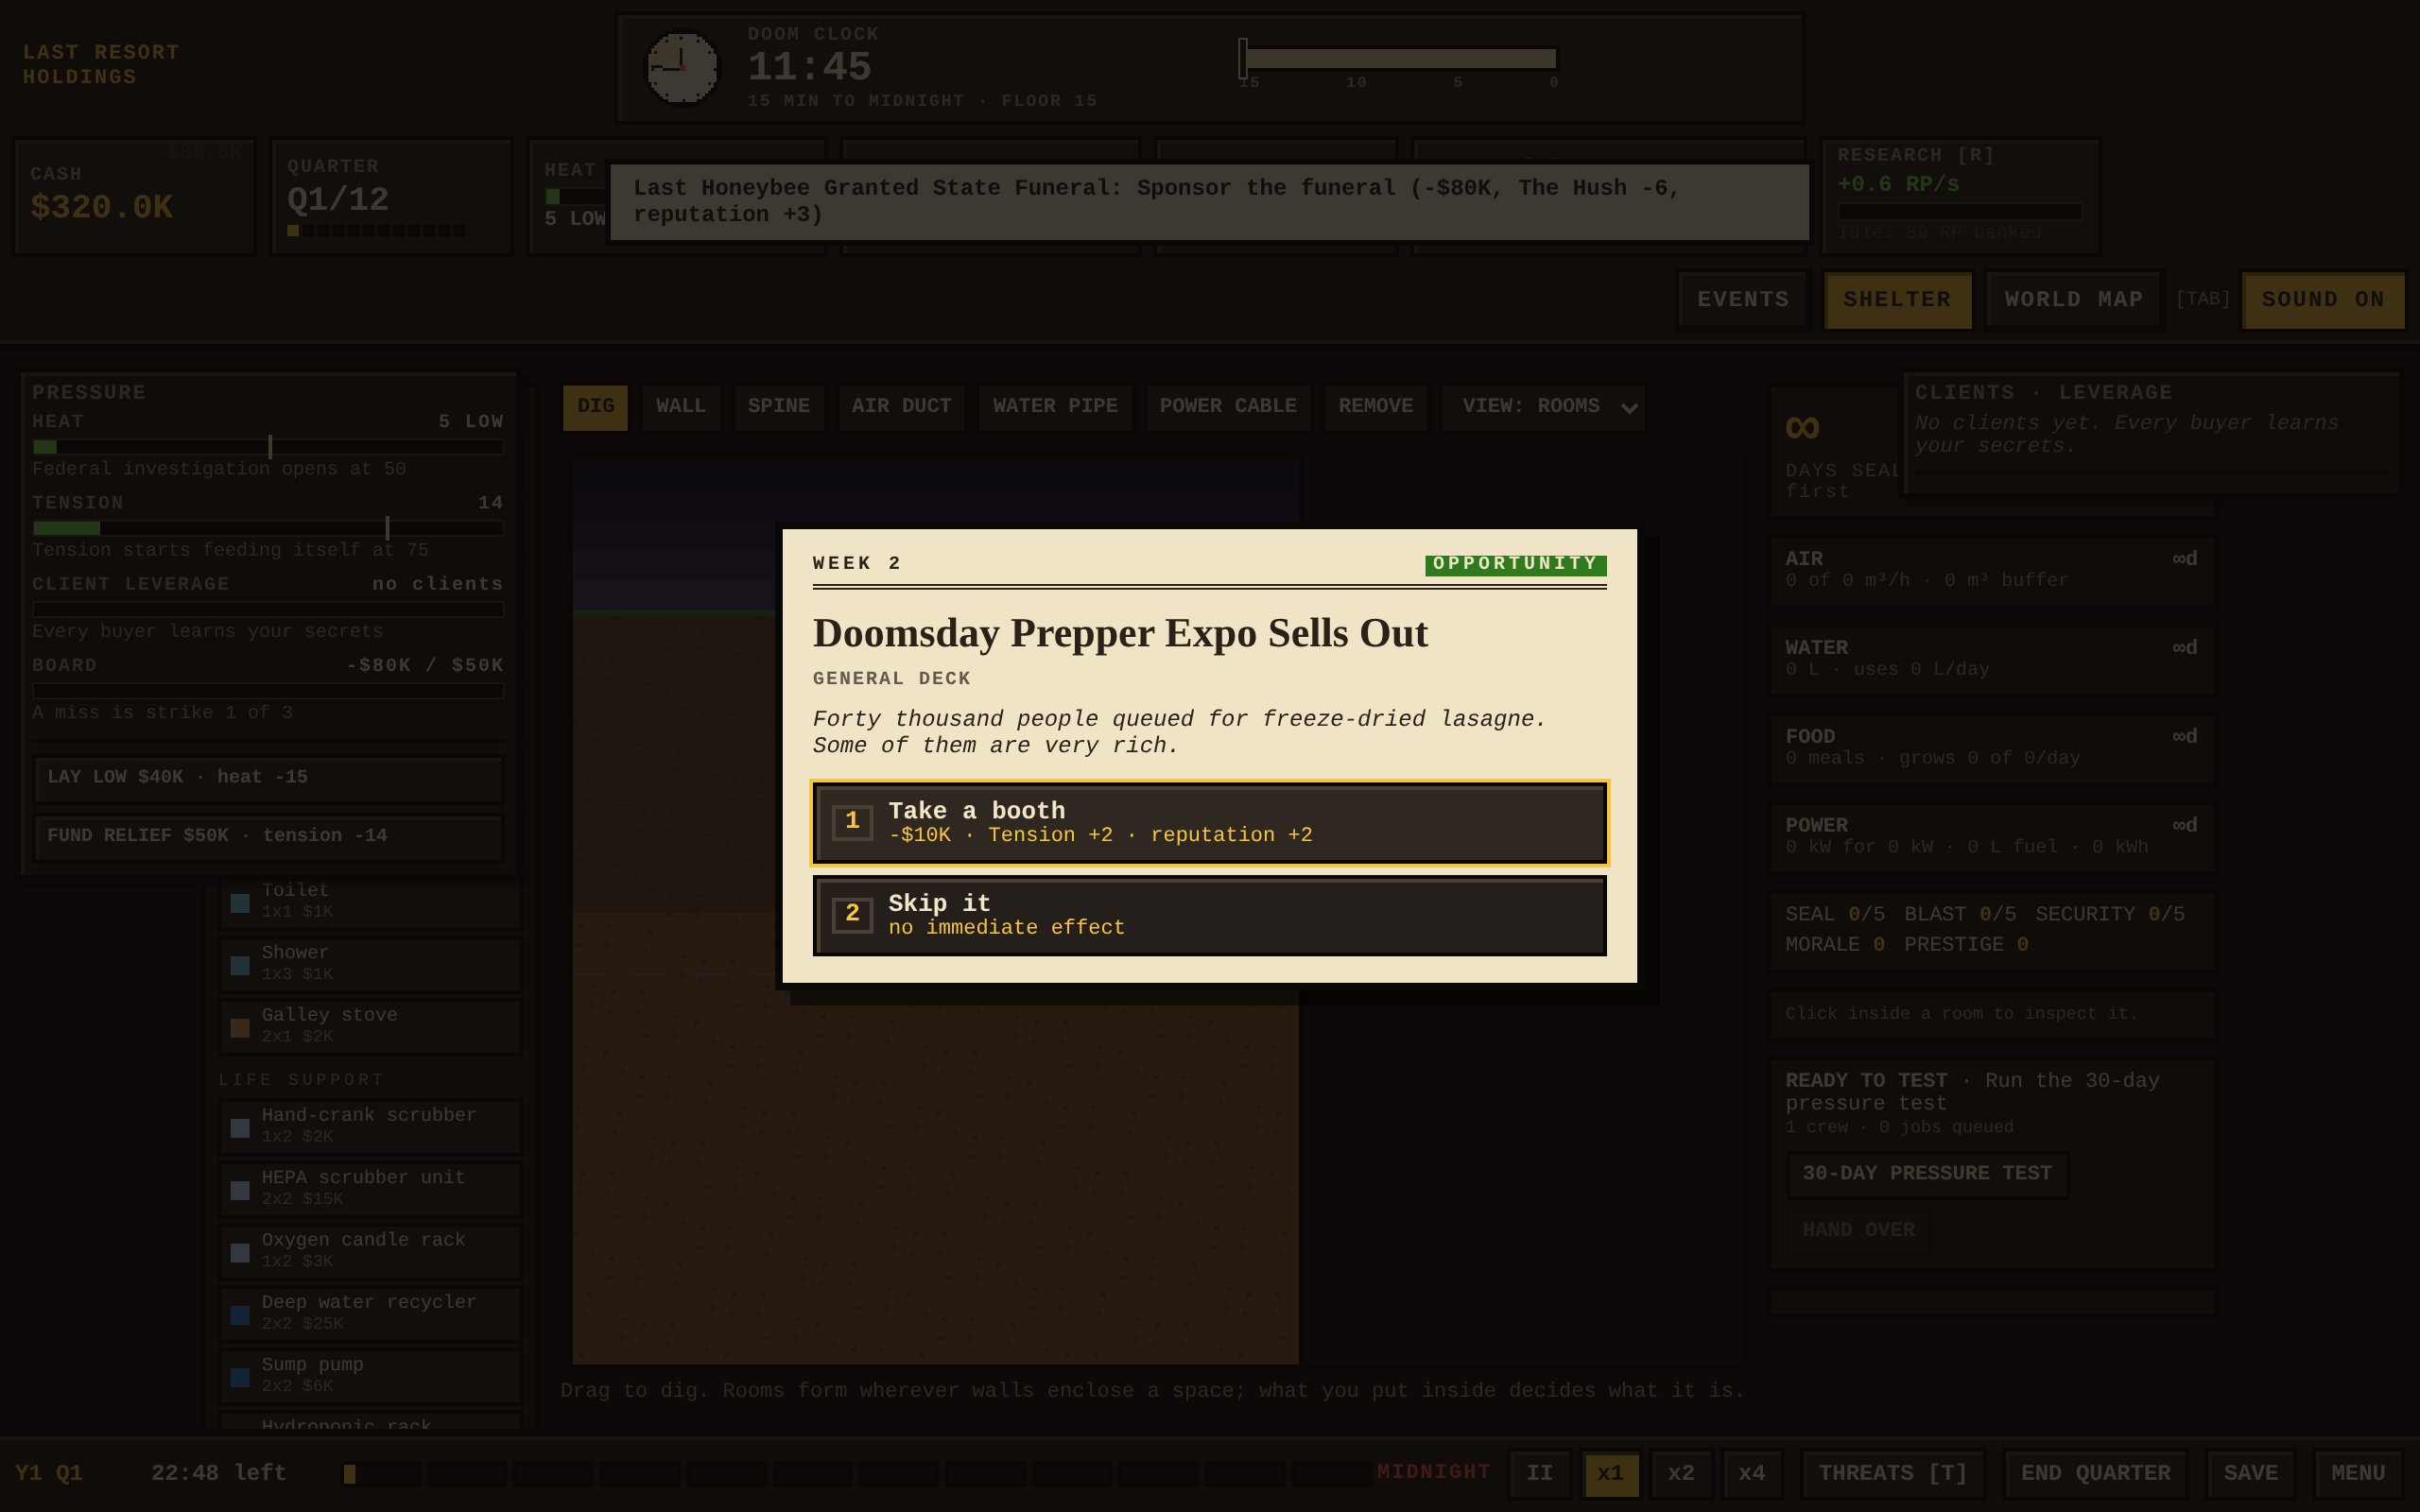 LAST RESORT
HOLDINGS
DOOM CLOCK
11:45
15 MIN TO MIDNIGHT · FLOOR 15
15 10 5 0
-$80.0K
CASH
$320.0K
QUARTER
Q1/12
HEAT
5 LOW
Last Honeybee Granted State Funeral: Sponsor the funeral (-$80K, The Hush -6,
reputation +3)
RESEARCH [R]
+0.6 RP/s
Idle: 89 RP banked
EVENTS
SHELTER
WORLD MAP
[TAB]
SOUND ON
PRESSURE
HEAT 5 LOW
Federal investigation opens at 50
TENSION 14
Tension starts feeding itself at 75
CLIENT LEVERAGE no clients
Every buyer learns your secrets
BOARD -$80K / $50K
A miss is strike 1 of 3
LAY LOW $40K · heat -15
FUND RELIEF $50K · tension -14
Toilet
1x1 $1K
Shower
1x3 $1K
Galley stove
2x1 $2K
LIFE SUPPORT
Hand-crank scrubber
1x2 $2K
HEPA scrubber unit
2x2 $15K
Oxygen candle rack
1x2 $3K
Deep water recycler
2x2 $25K
Sump pump
2x2 $6K
Hydroponic rack
DIG
WALL
SPINE
AIR DUCT
WATER PIPE
POWER CABLE
REMOVE
VIEW: ROOMS
WEEK 2
OPPORTUNITY
Doomsday Prepper Expo Sells Out
GENERAL DECK
Forty thousand people queued for freeze-dried lasagne.
Some of them are very rich.
1
Take a booth
-$10K · Tension +2 · reputation +2
2
Skip it
no immediate effect
Drag to dig. Rooms form wherever walls enclose a space; what you put inside decides what it is.
∞
DAYS SEAL
first
CLIENTS · LEVERAGE
No clients yet. Every buyer learns
your secrets.
AIR ∞d
0 of 0 m³/h · 0 m³ buffer
WATER ∞d
0 L · uses 0 L/day
FOOD ∞d
0 meals · grows 0 of 0/day
POWER ∞d
0 kW for 0 kW · 0 L fuel · 0 kWh
SEAL 0/5 BLAST 0/5 SECURITY 0/5
MORALE 0 PRESTIGE 0
Click inside a room to inspect it.
READY TO TEST · Run the 30-day
pressure test
1 crew · 0 jobs queued
30-DAY PRESSURE TEST
HAND OVER
Y1 Q1
22:48 left
MIDNIGHT
II
x1
x2
x4
THREATS [T]
END QUARTER
SAVE
MENU